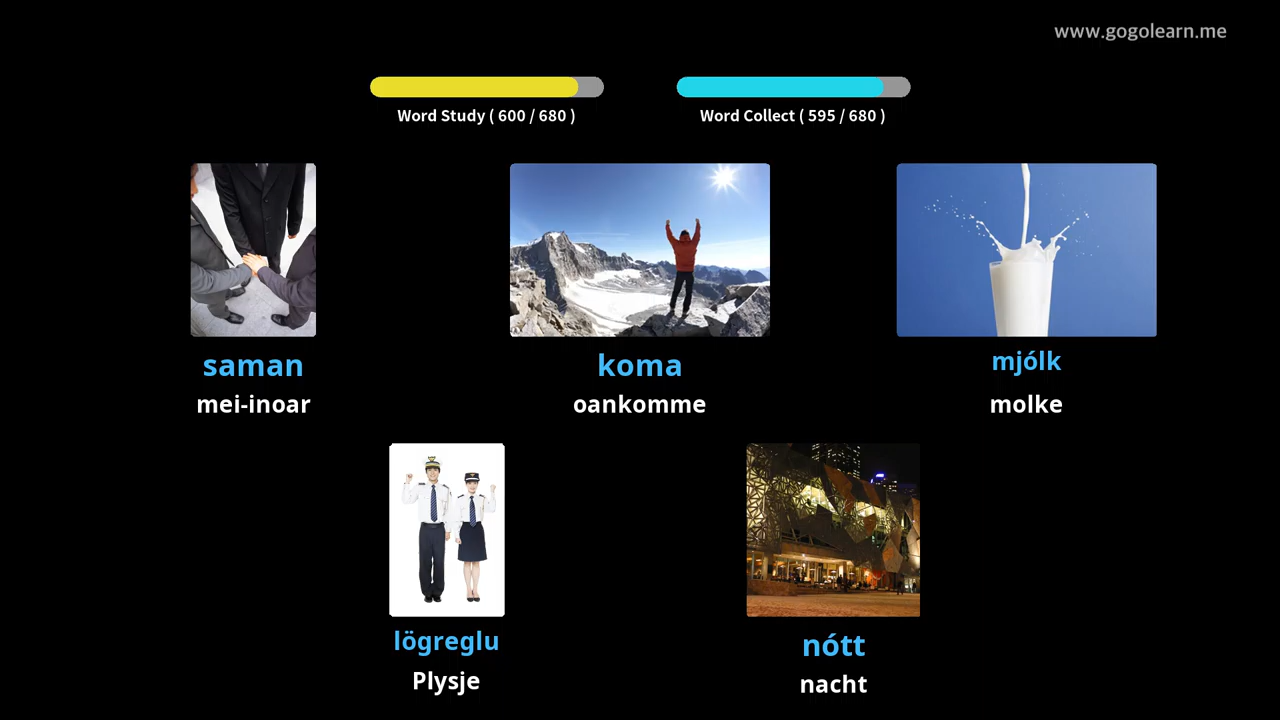 www.gogolearn.me
Word Study ( 600 / 680 )
Word Collect ( 595 / 680 )
saman
mei-inoar
koma
oankomme
mjólk
molke
lögreglu
Plysje
nótt
nacht